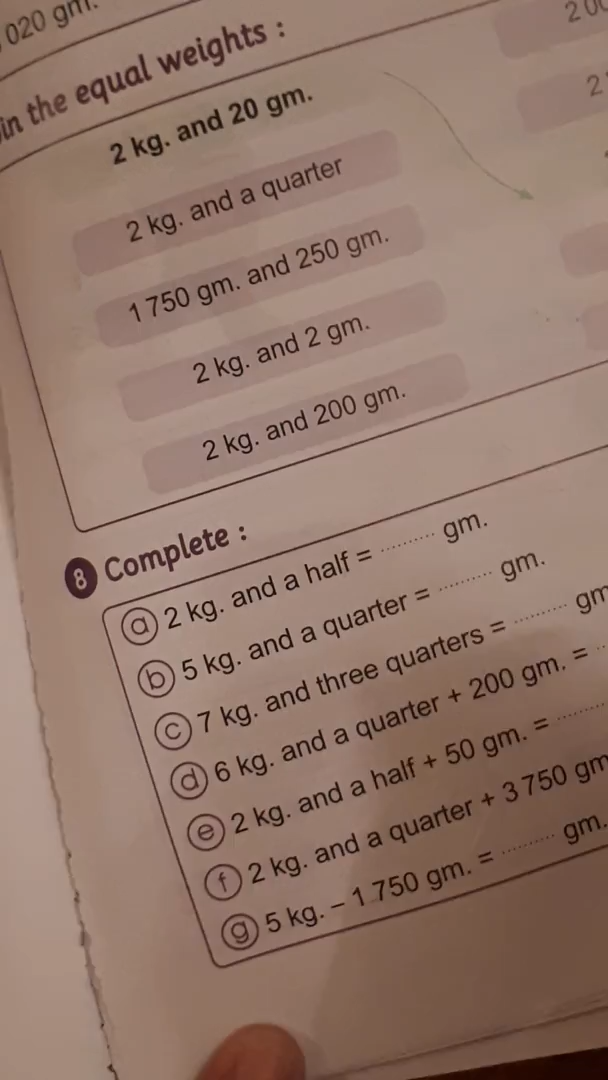 020 gm.
in the equal weights :
2 kg. and 20 gm.
2 kg. and a quarter
1 750 gm. and 250 gm.
2 kg. and 2 gm.
2 kg. and 200 gm.
8 Complete :
a 2 kg. and a half = ......... gm.
b 5 kg. and a quarter = ......... gm.
c 7 kg. and three quarters = ......... gm
d 6 kg. and a quarter + 200 gm. = ..
e 2 kg. and a half + 50 gm. = ........
f 2 kg. and a quarter + 3 750 gm
g 5 kg. – 1 750 gm. = ......... gm.